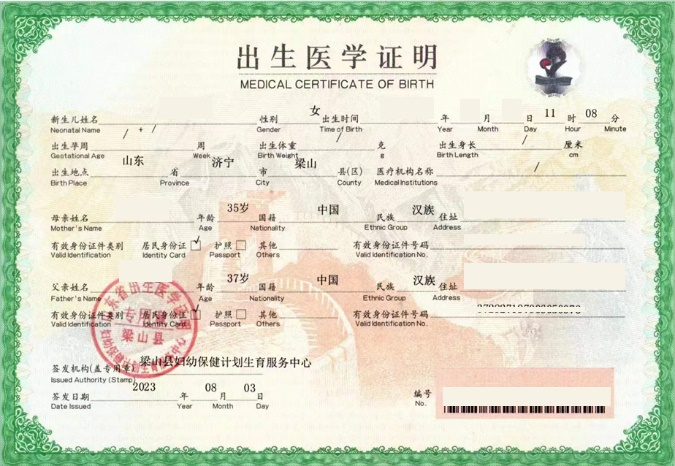 出生医学证明
MEDICAL CERTIFICATE OF BIRTH
新生儿姓名 性别 女 出生时间 年 月 日 11 时 08 分
Neonatal Name Gender Time of Birth Year Month Day Hour Minute
出生孕周 / + / 周 出生体重 / 克 出生身长 / 厘米
Gestational Age Week Birth Weight g Birth Length cm
出生地点 山东 省 济宁 市 梁山 县(区) 医疗机构名称 /
Birth Place Province City (County) Medical Institutions
母亲姓名 年龄 35岁 国籍 中国 民族 汉族 住址
Mother's Name Age Nationality Ethnic Group Address
有效身份证件类别 居民身份证 ✓ 护照 其他 有效身份证件号码
Valid Identification Identity Card Passport Others Valid Identification No.
父亲姓名 年龄 37岁 国籍 中国 民族 汉族 住址
Father's Name Age Nationality Ethnic Group Address
有效身份证件类别 居民身份证 ✓ 护照 其他 有效身份证件号码
Valid Identification Identity Card Passport Others Valid Identification No.
签发机构(盖专用章) 梁山县妇幼保健计划生育服务中心
Issued Authority (Stamp)
签发日期 2023 年 08 月 03 日
Date Issued Year Month Day
编号
No.
山东省出生医学证明
专用章
梁山县